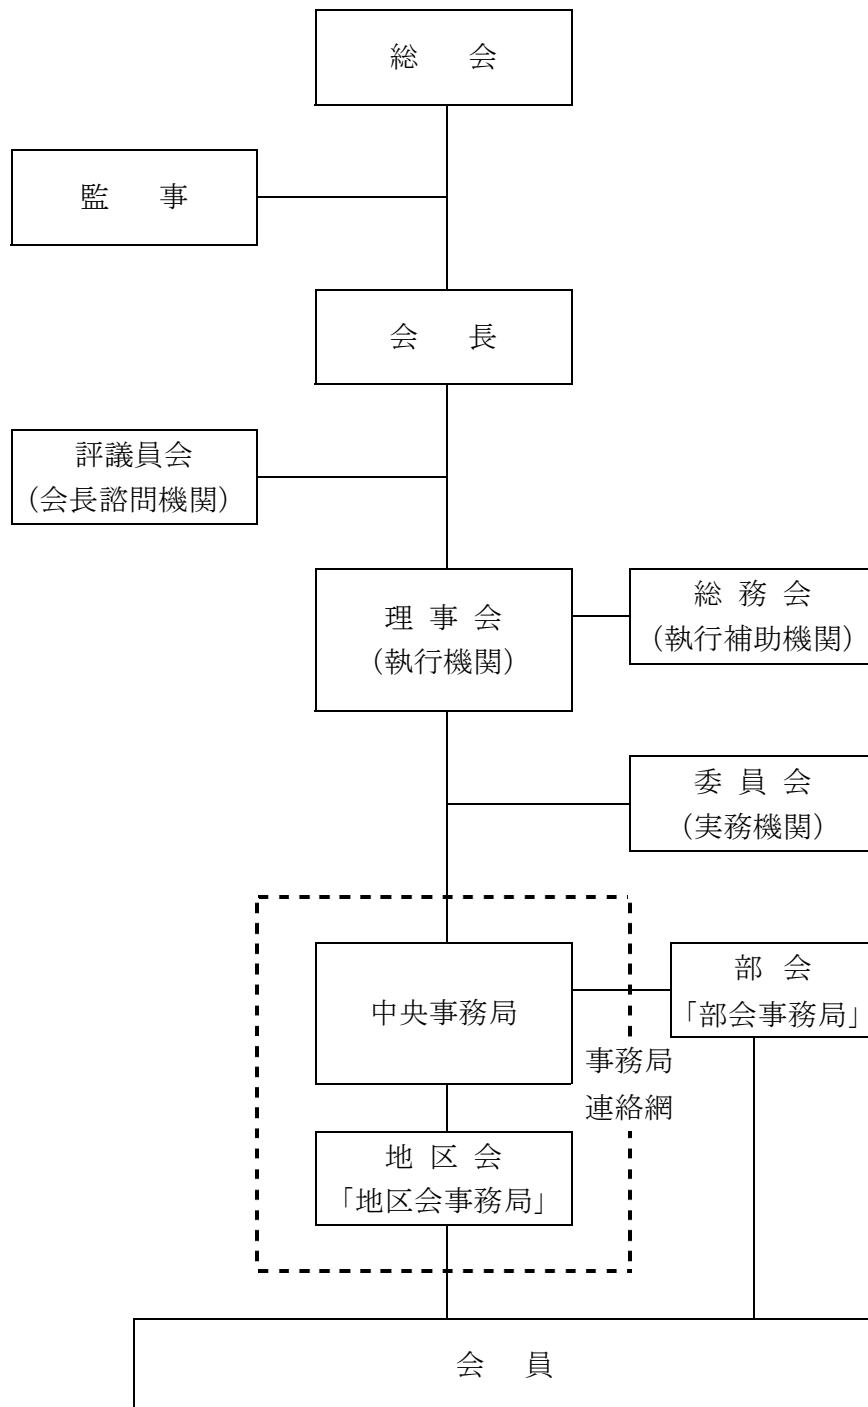 総　会
監　事
会　長
評議員会
（会長諮問機関）
理 事 会
（執行機関）
総 務 会
（執行補助機関）
委 員 会
（実務機関）
中央事務局
部 会
「部会事務局」
事務局
連絡網
地 区 会
「地区会事務局」
会　員